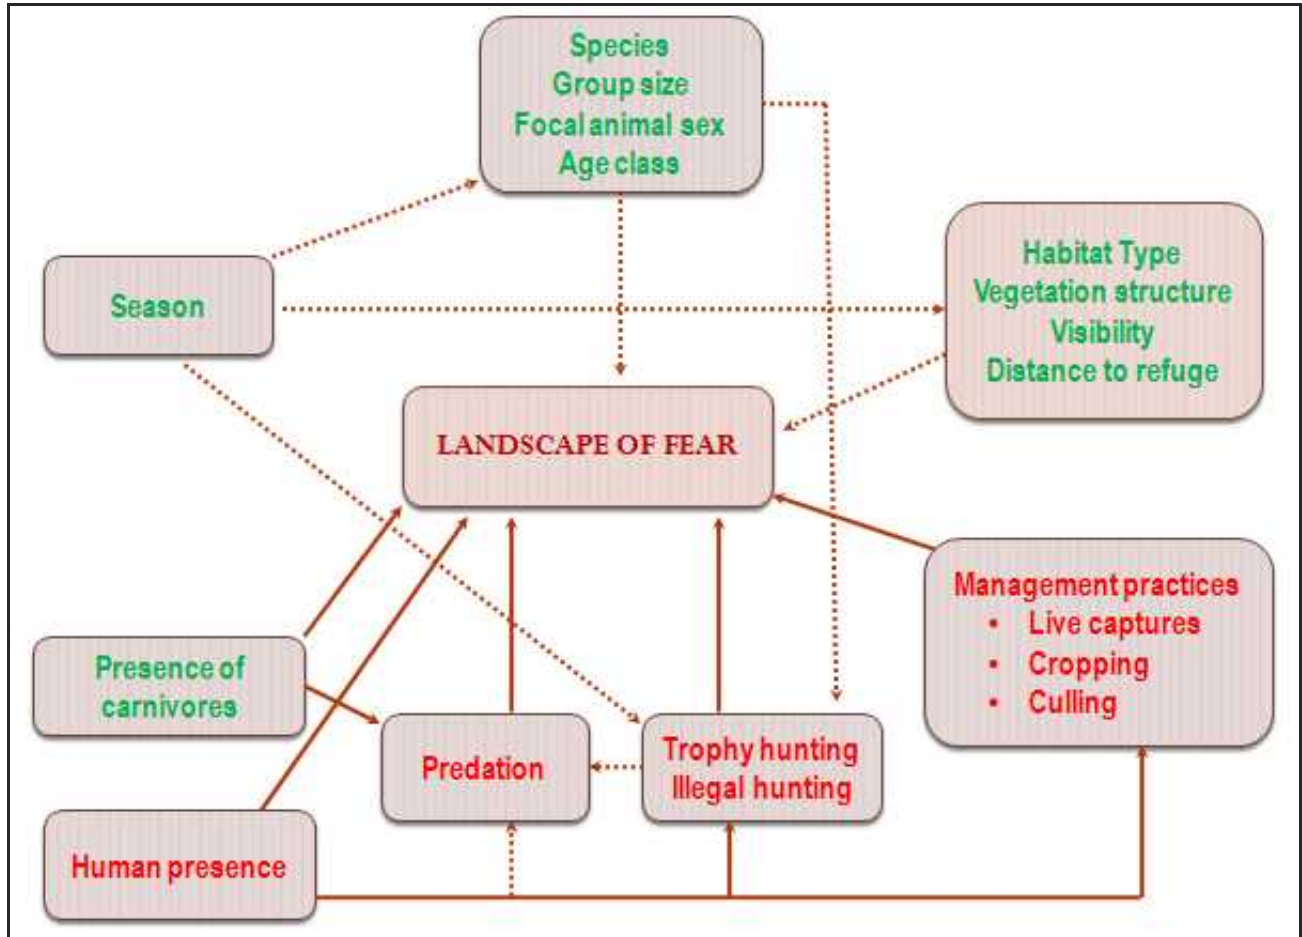 Species
Group size
Focal animal sex
Age class
Habitat Type
Vegetation structure
Visibility
Distance to refuge
Season
LANDSCAPE OF FEAR
Management practices
• Live captures
• Cropping
• Culling
Presence of
carnivores
Predation
Trophy hunting
Illegal hunting
Human presence